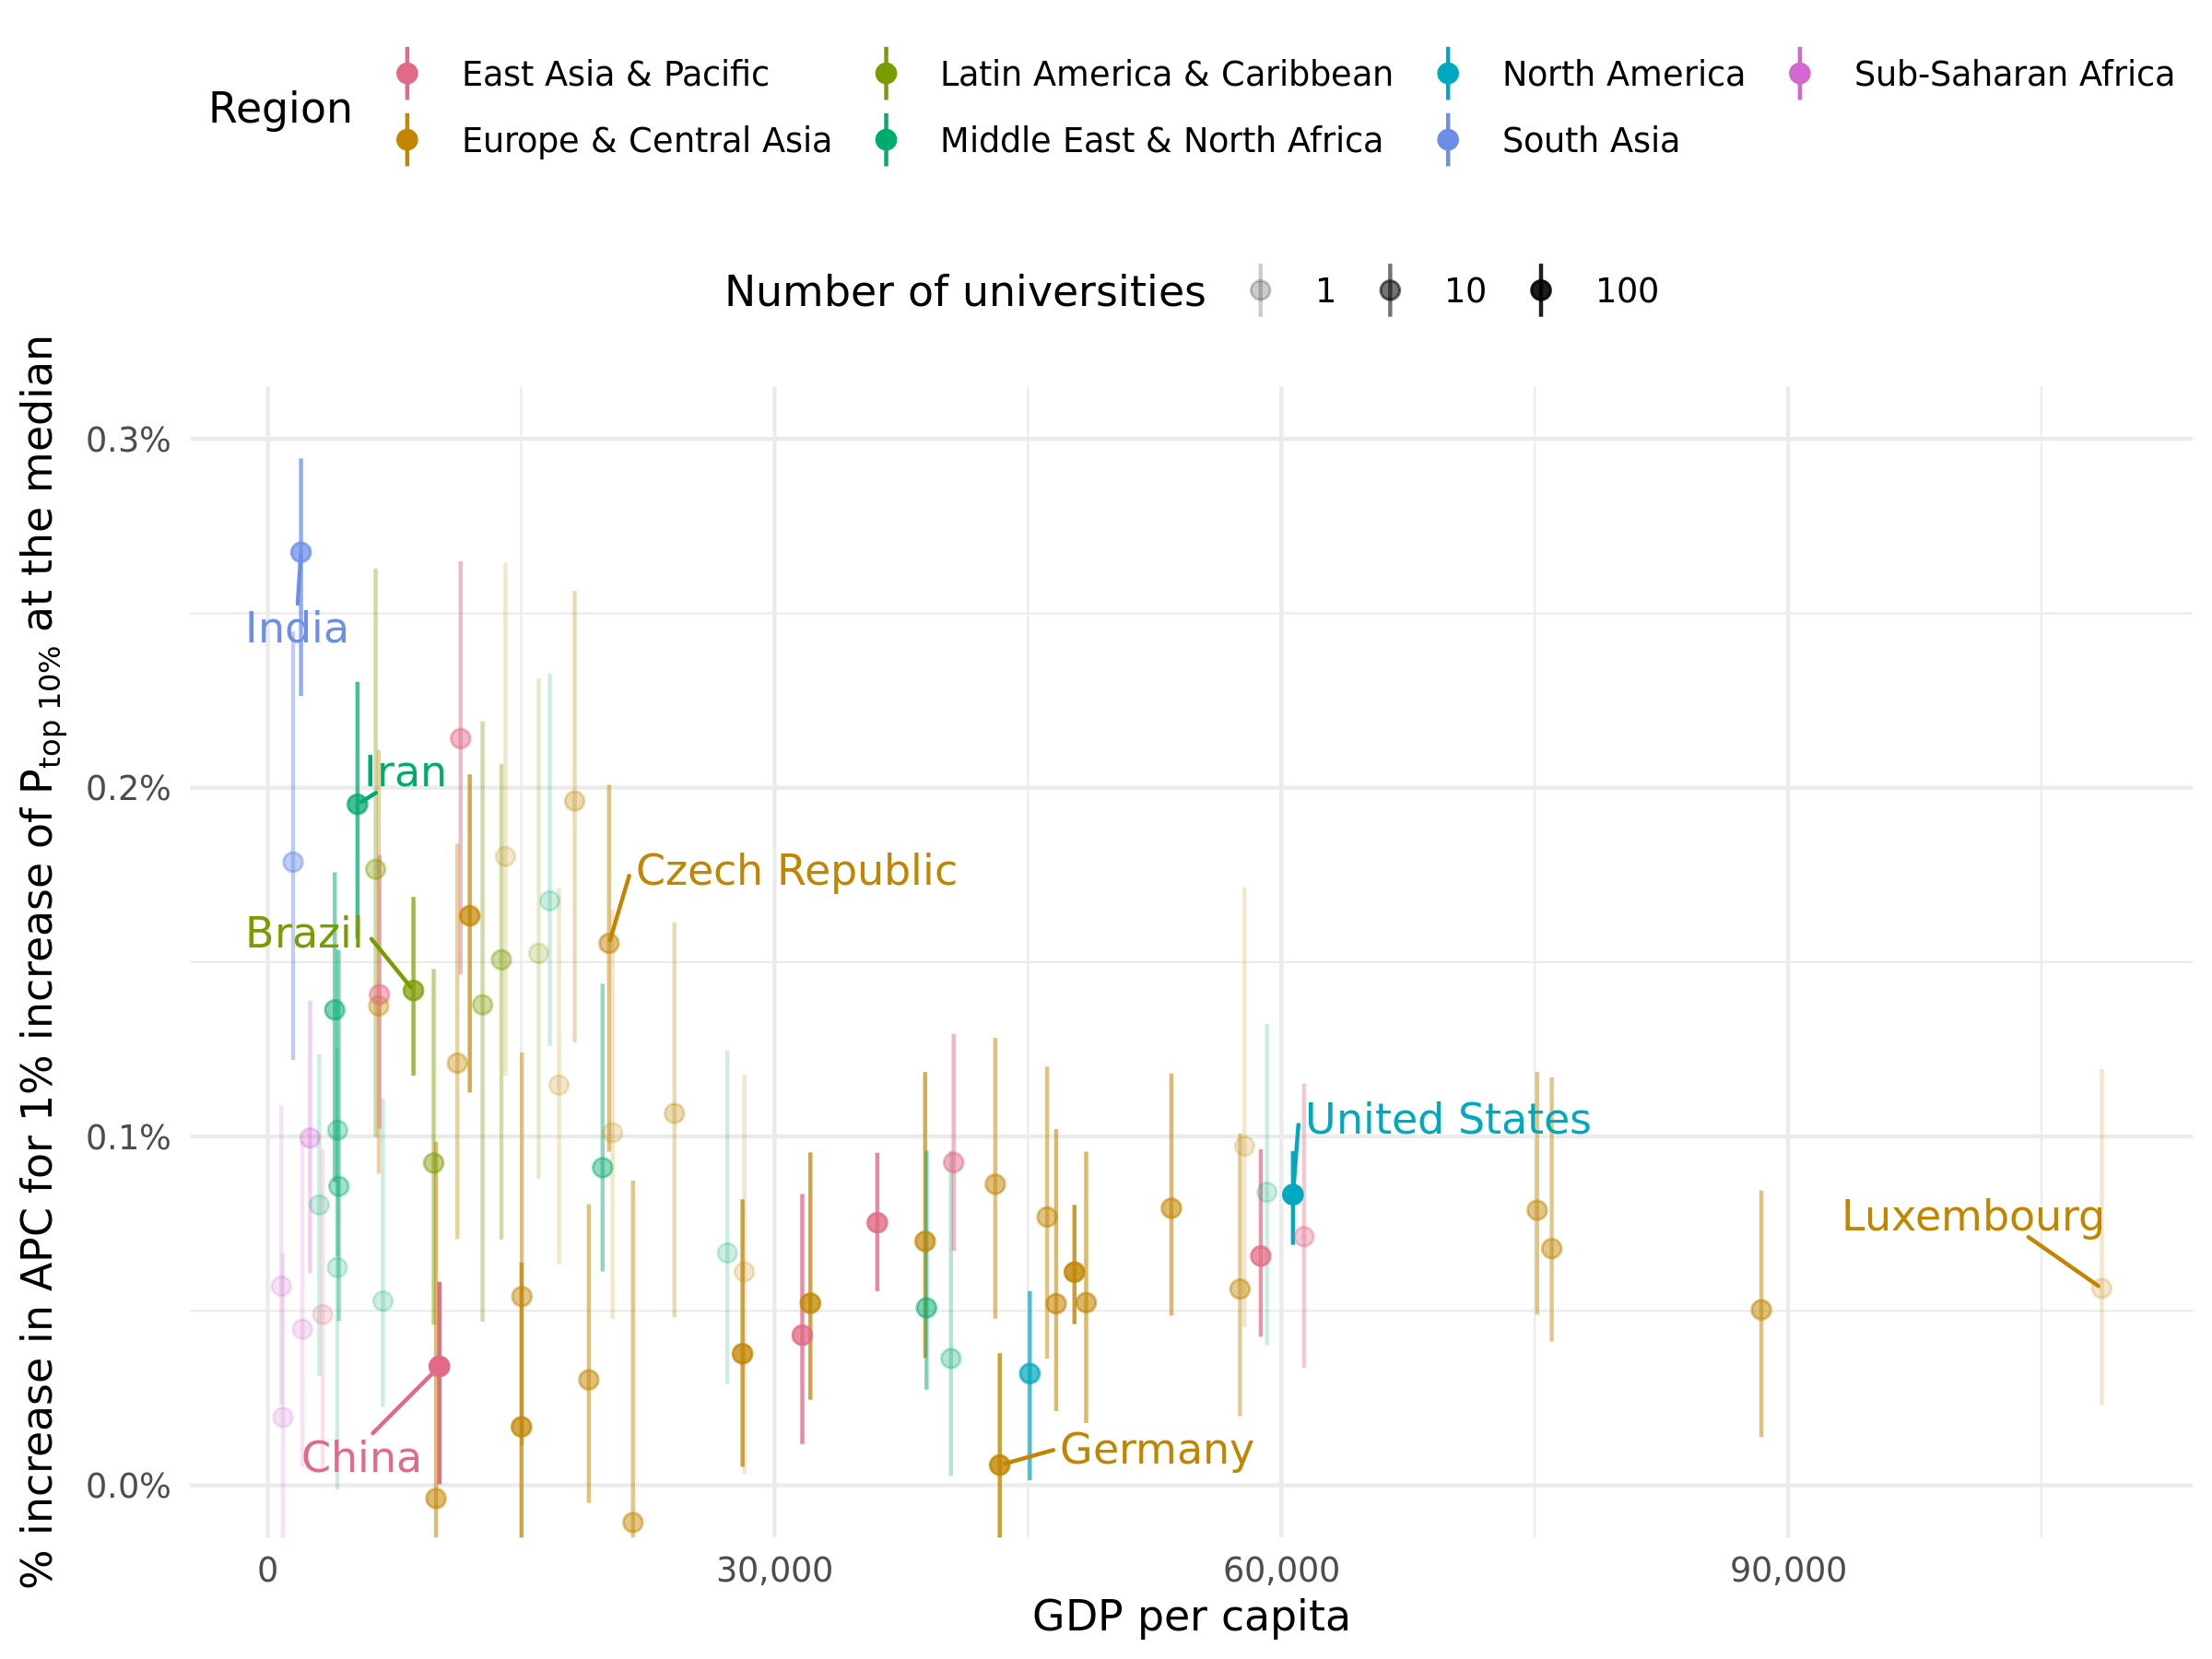 Region
East Asia & Pacific
Latin America & Caribbean
North America
Sub-Saharan Africa
Europe & Central Asia
Middle East & North Africa
South Asia
Number of universities
1
10
100
% increase in APC for 1% increase of Ptop 10% at the median
0.3%
0.2%
0.1%
0.0%
India
Iran
Czech Republic
Brazil
United States
Luxembourg
Germany
China
0
30,000
60,000
90,000
GDP per capita